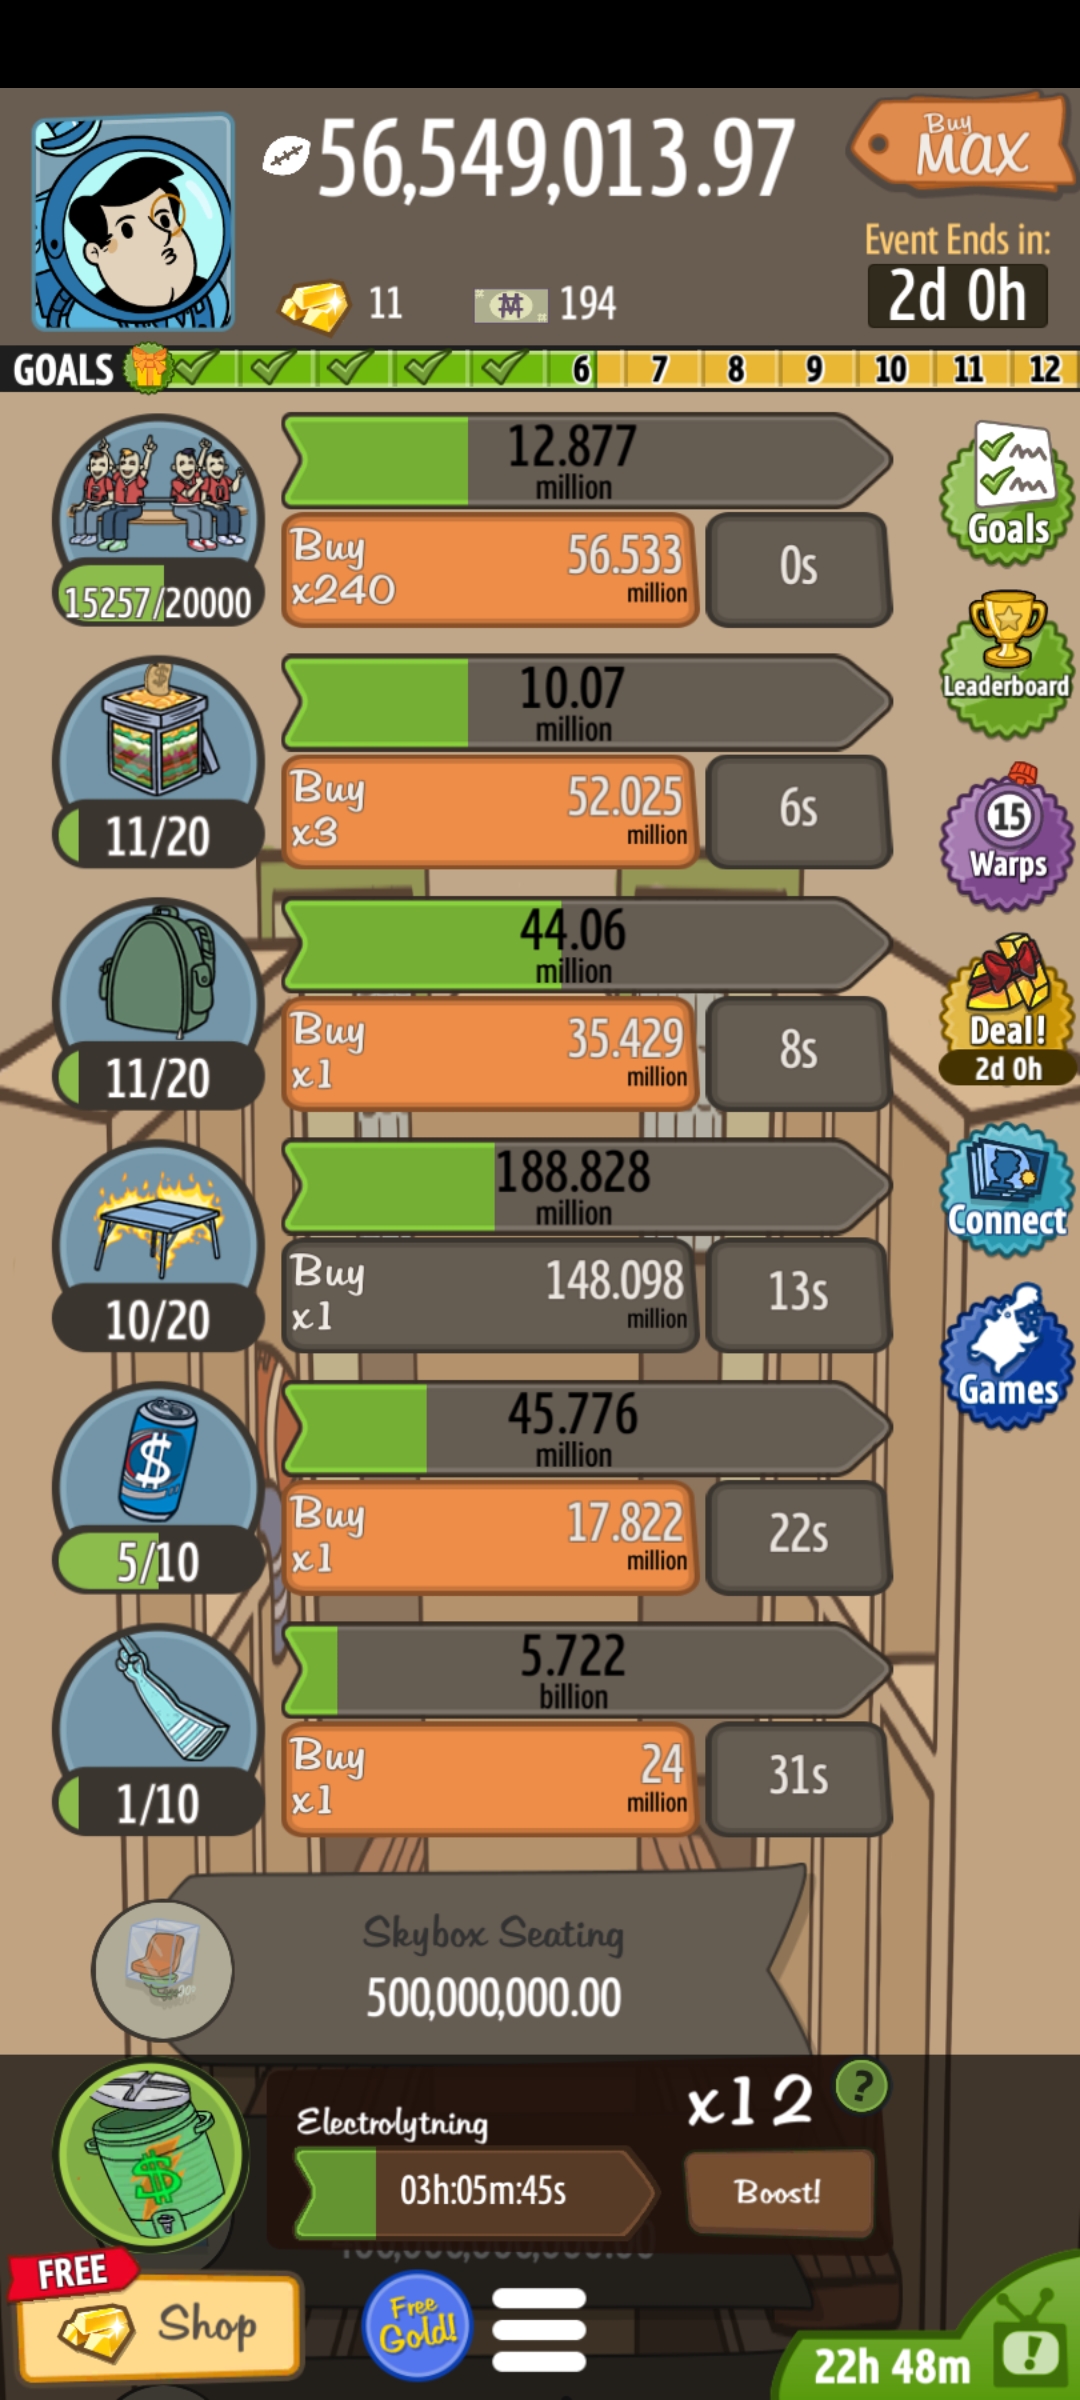 56,549,013.97
Buy
MAX
Event Ends in:
2d 0h
11
194
GOALS
6
7
8
9
10
11
12
12.877
million
Buy
x240
56.533
million
0s
15257/20000
Goals
10.07
million
Buy
x3
52.025
million
6s
11/20
Leaderboard
15
Warps
44.06
million
Buy
x1
35.429
million
8s
11/20
Deal!
2d 0h
188.828
million
Buy
x1
148.098
million
13s
10/20
Connect
Games
45.776
million
Buy
x1
17.822
million
22s
$
5/10
5.722
billion
Buy
x1
24
million
31s
1/10
Skybox Seating
500,000,000.00
Electrolytning
x12
?
$
03h:05m:45s
Boost!
FREE
Shop
Free
Gold!
22h 48m
!